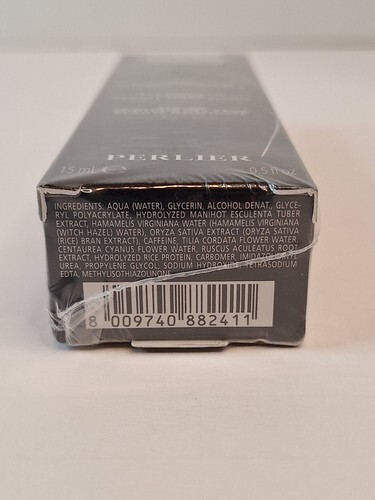 PERLIER
15 ml e 0.5 fl oz
INGREDIENTS: AQUA (WATER), GLYCERIN, ALCOHOL DENAT., GLYCE-
RYL POLYACRYLATE, HYDROLYZED MANIHOT ESCULENTA TUBER
EXTRACT, HAMAMELIS VIRGINIANA WATER (HAMAMELIS VIRGINIANA
(WITCH HAZEL) WATER), ORYZA SATIVA EXTRACT (ORYZA SATIVA
(RICE) BRAN EXTRACT), CAFFEINE, TILIA CORDATA FLOWER WATER,
CENTAUREA CYANUS FLOWER WATER, RUSCUS ACULEATUS ROOT
EXTRACT, HYDROLYZED RICE PROTEIN, CARBOMER, IMIDAZOLIDINYL
UREA, PROPYLENE GLYCOL, SODIUM HYDROXIDE, TETRASODIUM
EDTA, METHYLISOTHIAZOLINONE.
8 009740 882411